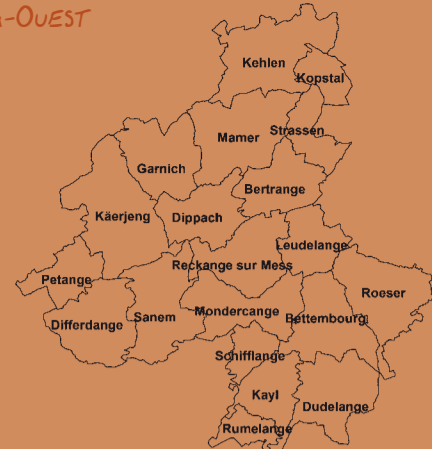 -OUEST
Kehlen
Kopstal
Mamer
Strassen
Garnich
Bertrange
Käerjeng
Dippach
Leudelange
Reckange sur Mess
Petange
Roeser
Mondercange
Differdange
Sanem
Bettembourg
Schifflange
Kayl
Dudelange
Rumelange